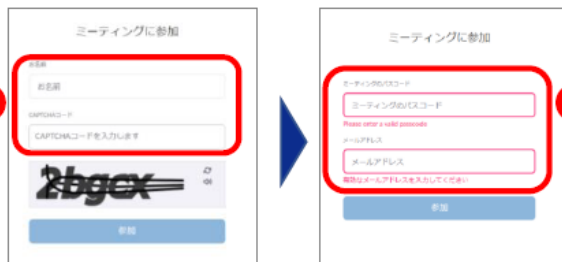 ミーティングに参加
お名前
お名前
CAPTCHAコード
CAPTCHAコードを入力します
2bgcx
参加
ミーティングに参加
ミーティングのパスコード
ミーティングのパスコード
Please enter a valid passcode
メールアドレス
メールアドレス
有効なメールアドレスを入力してください
参加